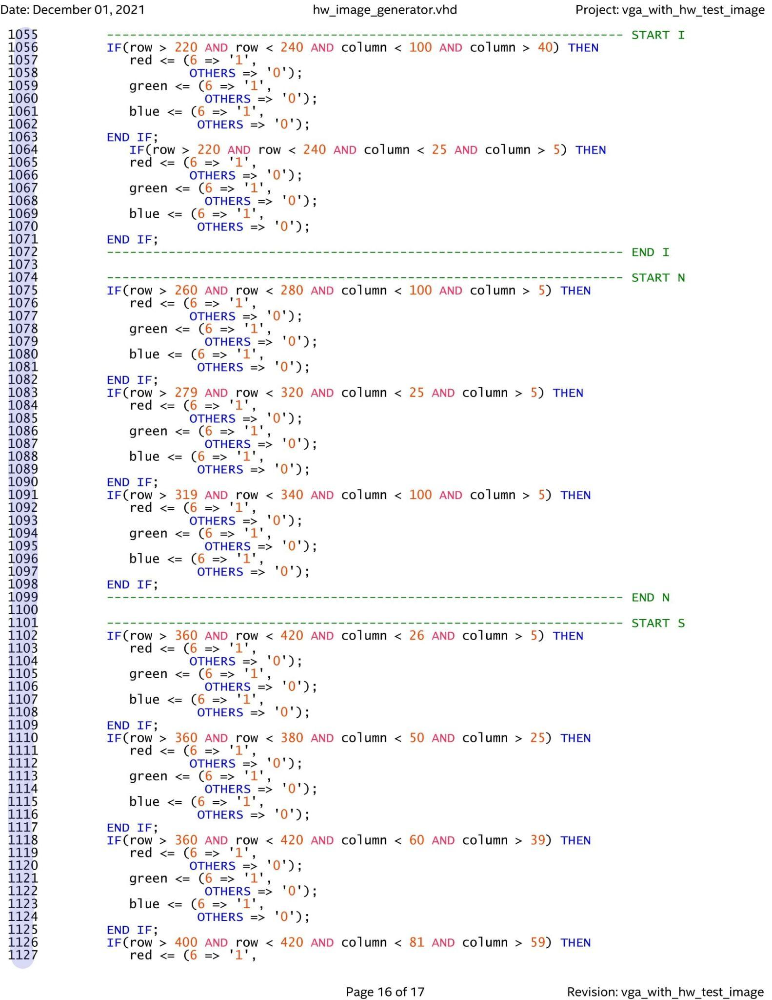 Date: December 01, 2021 hw_image_generator.vhd Project: vga_with_hw_test_image
1055 -------------------------------------------------------------------- START I
1056 IF(row > 220 AND row < 240 AND column < 100 AND column > 40) THEN
1057 red <= (6 => '1',
1058 OTHERS => '0');
1059 green <= (6 => '1',
1060 OTHERS => '0');
1061 blue <= (6 => '1',
1062 OTHERS => '0');
1063 END IF;
1064 IF(row > 220 AND row < 240 AND column < 25 AND column > 5) THEN
1065 red <= (6 => '1',
1066 OTHERS => '0');
1067 green <= (6 => '1',
1068 OTHERS => '0');
1069 blue <= (6 => '1',
1070 OTHERS => '0');
1071 END IF;
1072 -------------------------------------------------------------------- END I
1073
1074 -------------------------------------------------------------------- START N
1075 IF(row > 260 AND row < 280 AND column < 100 AND column > 5) THEN
1076 red <= (6 => '1',
1077 OTHERS => '0');
1078 green <= (6 => '1',
1079 OTHERS => '0');
1080 blue <= (6 => '1',
1081 OTHERS => '0');
1082 END IF;
1083 IF(row > 279 AND row < 320 AND column < 25 AND column > 5) THEN
1084 red <= (6 => '1',
1085 OTHERS => '0');
1086 green <= (6 => '1',
1087 OTHERS => '0');
1088 blue <= (6 => '1',
1089 OTHERS => '0');
1090 END IF;
1091 IF(row > 319 AND row < 340 AND column < 100 AND column > 5) THEN
1092 red <= (6 => '1',
1093 OTHERS => '0');
1094 green <= (6 => '1',
1095 OTHERS => '0');
1096 blue <= (6 => '1',
1097 OTHERS => '0');
1098 END IF;
1099 -------------------------------------------------------------------- END N
1100
1101 -------------------------------------------------------------------- START S
1102 IF(row > 360 AND row < 420 AND column < 26 AND column > 5) THEN
1103 red <= (6 => '1',
1104 OTHERS => '0');
1105 green <= (6 => '1',
1106 OTHERS => '0');
1107 blue <= (6 => '1',
1108 OTHERS => '0');
1109 END IF;
1110 IF(row > 360 AND row < 380 AND column < 50 AND column > 25) THEN
1111 red <= (6 => '1',
1112 OTHERS => '0');
1113 green <= (6 => '1',
1114 OTHERS => '0');
1115 blue <= (6 => '1',
1116 OTHERS => '0');
1117 END IF;
1118 IF(row > 360 AND row < 420 AND column < 60 AND column > 39) THEN
1119 red <= (6 => '1',
1120 OTHERS => '0');
1121 green <= (6 => '1',
1122 OTHERS => '0');
1123 blue <= (6 => '1',
1124 OTHERS => '0');
1125 END IF;
1126 IF(row > 400 AND row < 420 AND column < 81 AND column > 59) THEN
1127 red <= (6 => '1',
Page 16 of 17 Revision: vga_with_hw_test_image